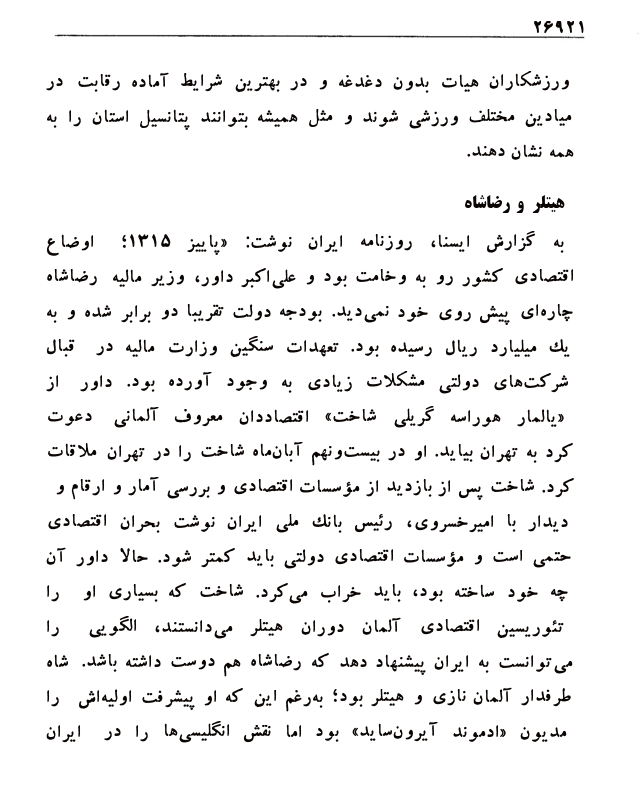 ۲۶۹۲۱
ورزشکاران هیات بدون دغدغه و در بهترین شرایط آماده رقابت در
میادین مختلف ورزشی شوند و مثل همیشه بتوانند پتانسیل استان را به
همه نشان دهند.
هیتلر و رضاشاه
به گزارش ایسنا، روزنامه ایران نوشت: «پاییز ۱۳۱۵؛ اوضاع
اقتصادی کشور رو به وخامت بود و علی‌اکبر داور، وزیر مالیه رضاشاه
چاره‌ای پیش روی خود نمی‌دید. بودجه دولت تقریبا دو برابر شده و به
یك میلیارد ریال رسیده بود. تعهدات سنگین وزارت مالیه در قبال
شرکت‌های دولتی مشکلات زیادی به وجود آورده بود. داور از
«یالمار هوراسه گریلی شاخت» اقتصاددان معروف آلمانی دعوت
کرد به تهران بیاید. او در بیست‌ونهم آبان‌ماه شاخت را در تهران ملاقات
کرد. شاخت پس از بازدید از مؤسسات اقتصادی و بررسی آمار و ارقام و
دیدار با امیرخسروی، رئیس بانك ملی ایران نوشت بحران اقتصادی
حتمی است و مؤسسات اقتصادی دولتی باید کمتر شود. حالا داور آن
چه خود ساخته بود، باید خراب می‌کرد. شاخت که بسیاری او را
تئوریسین اقتصادی آلمان دوران هیتلر می‌دانستند، الگویی را
می‌توانست به ایران پیشنهاد دهد که رضاشاه هم دوست داشته باشد. شاه
طرفدار آلمان نازی و هیتلر بود؛ به‌رغم این که او پیشرفت اولیه‌اش را
مدیون «ادموند آیرون‌ساید» بود اما نقش انگلیسی‌ها را در ایران